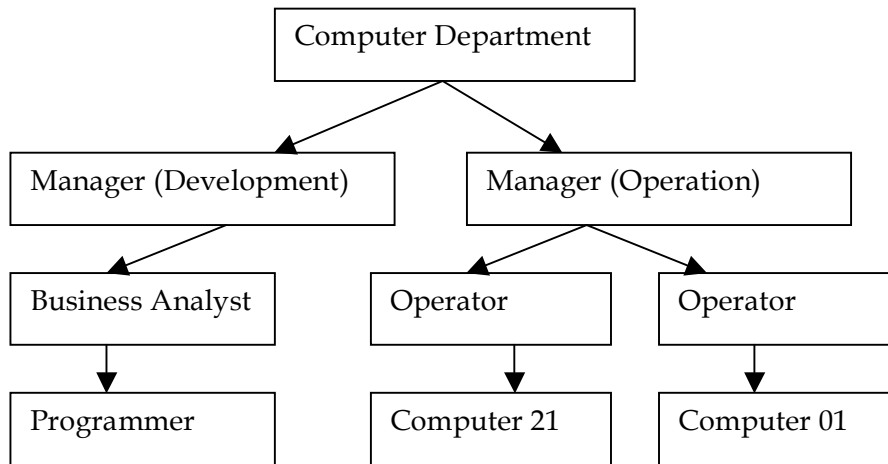 Computer Department
Manager (Development)
Manager (Operation)
Business Analyst
Operator
Operator
Programmer
Computer 21
Computer 01